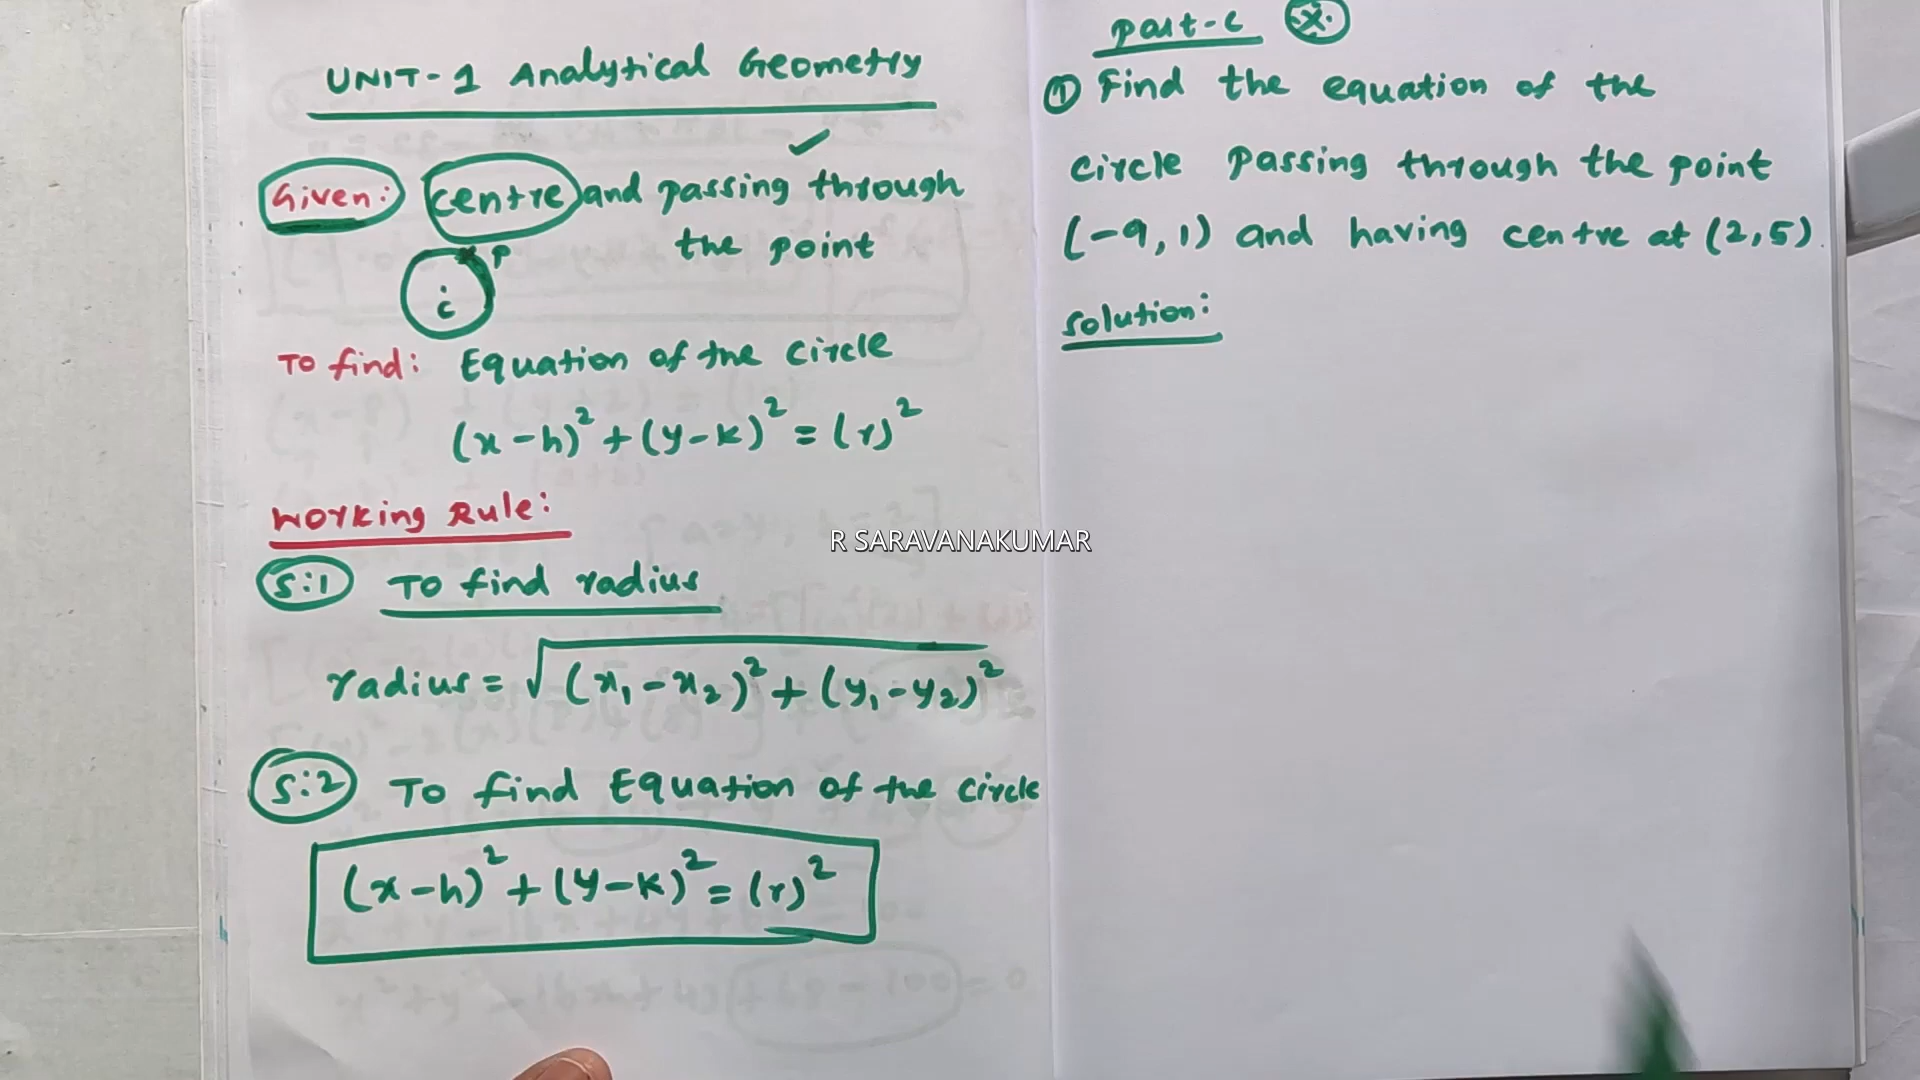 UNIT-1 Analytical Geometry
Given: centre and passing through
the point
P
c
To find: Equation of the circle
(x-h)² + (y-k)² = (r)²
Working Rule:
S:1 To find radius
radius = √(x₁-x₂)² + (y₁-y₂)²
S:2 To find Equation of the circle
(x-h)² + (y-k)² = (r)²
Part-C
① Find the equation of the
circle passing through the point
(-9,1) and having centre at (2,5).
Solution:
R SARAVANAKUMAR